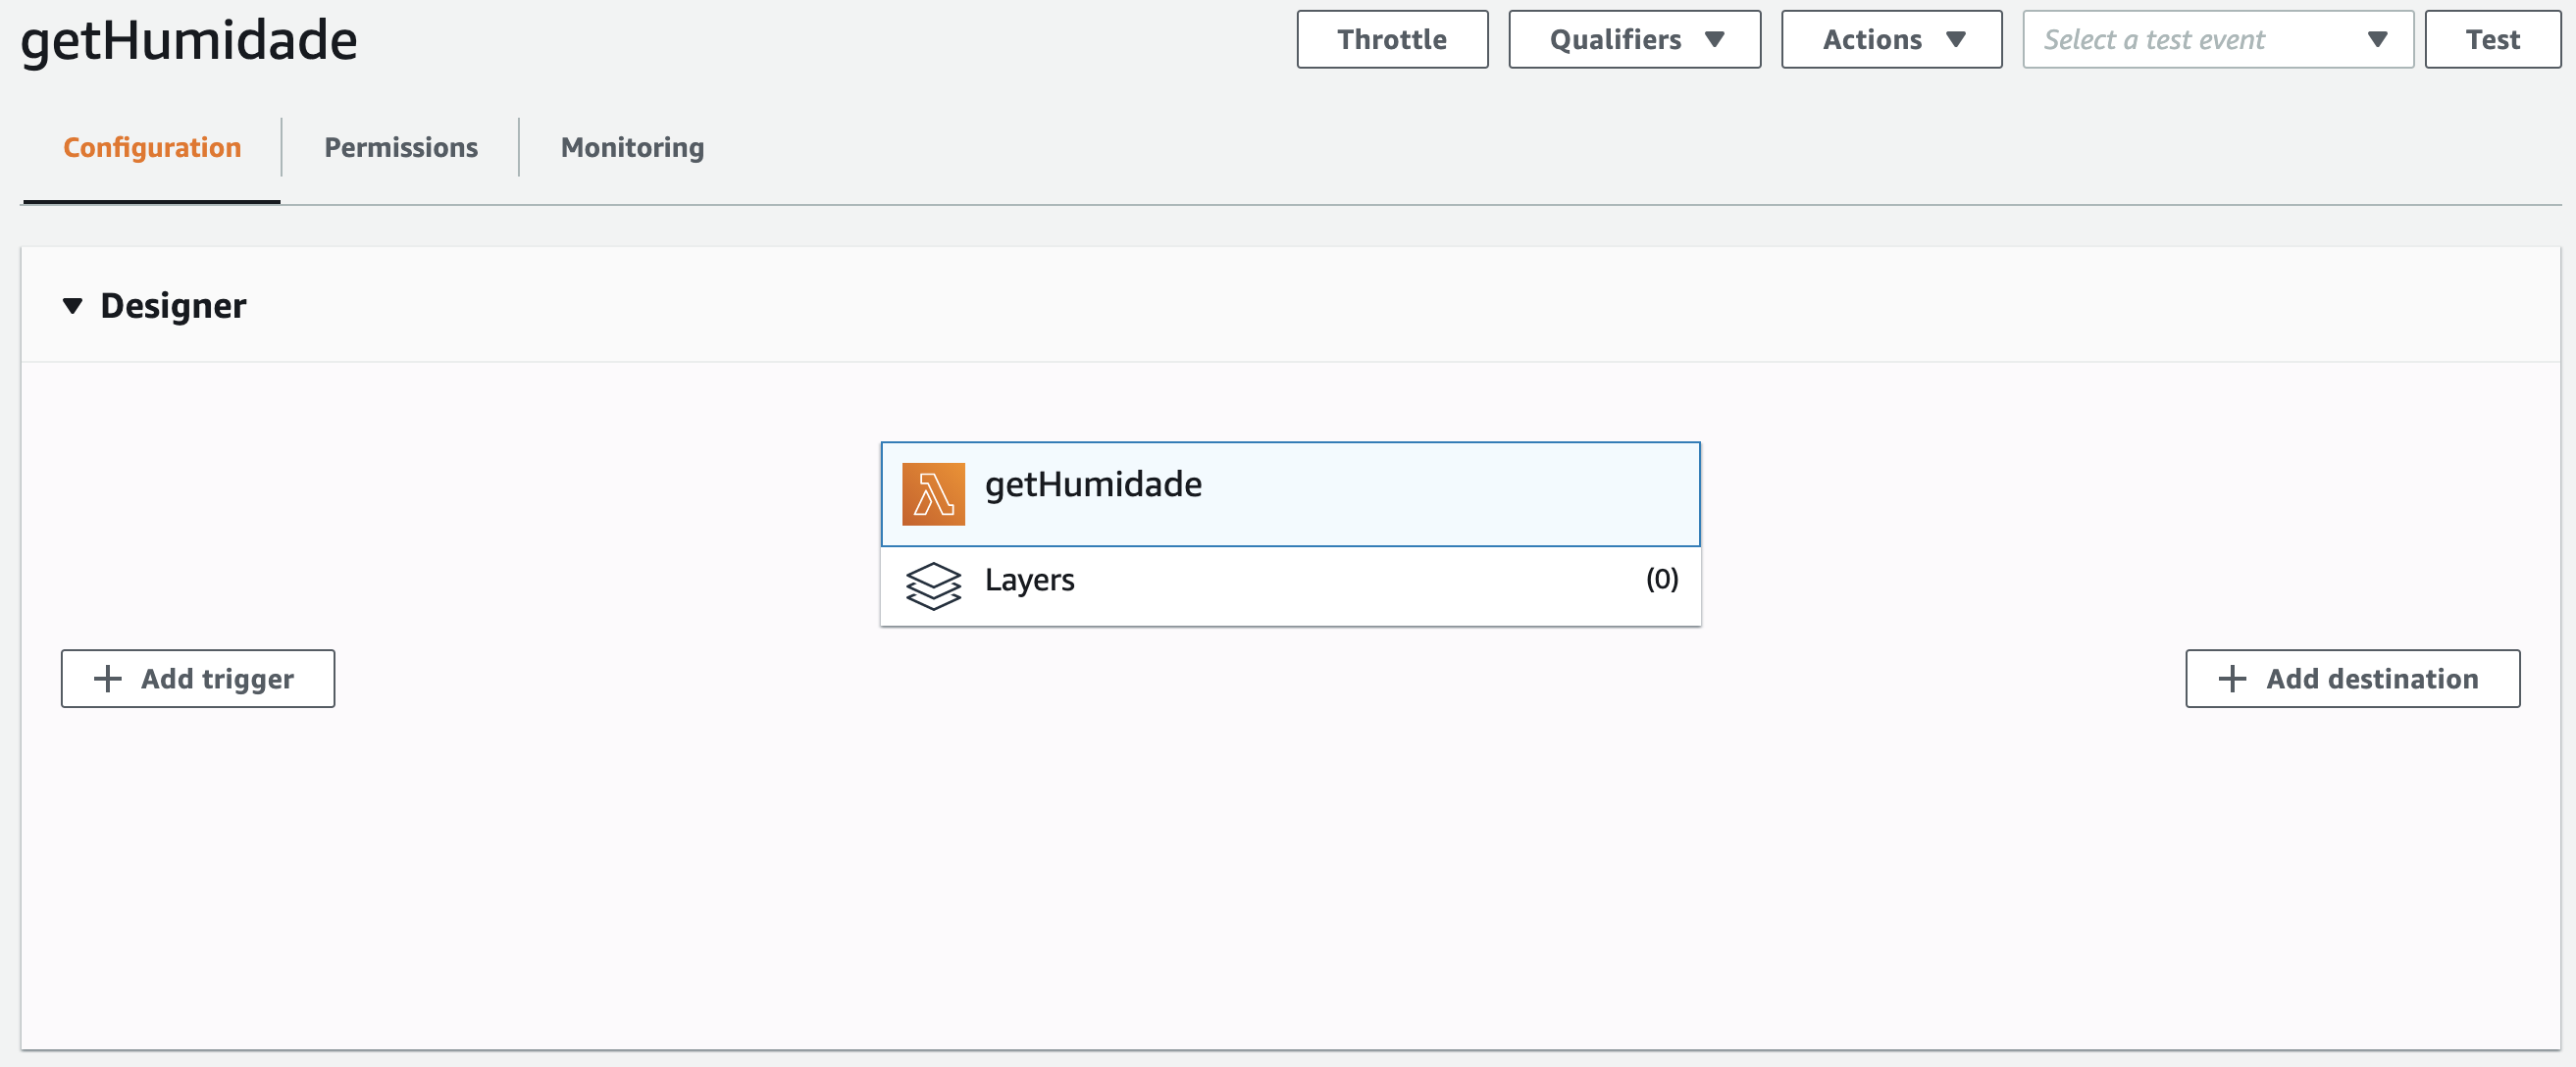 getHumidade
Throttle
Qualifiers
Actions
Select a test event
Test
Configuration
Permissions
Monitoring
Designer
getHumidade
Layers
(0)
Add trigger
Add destination